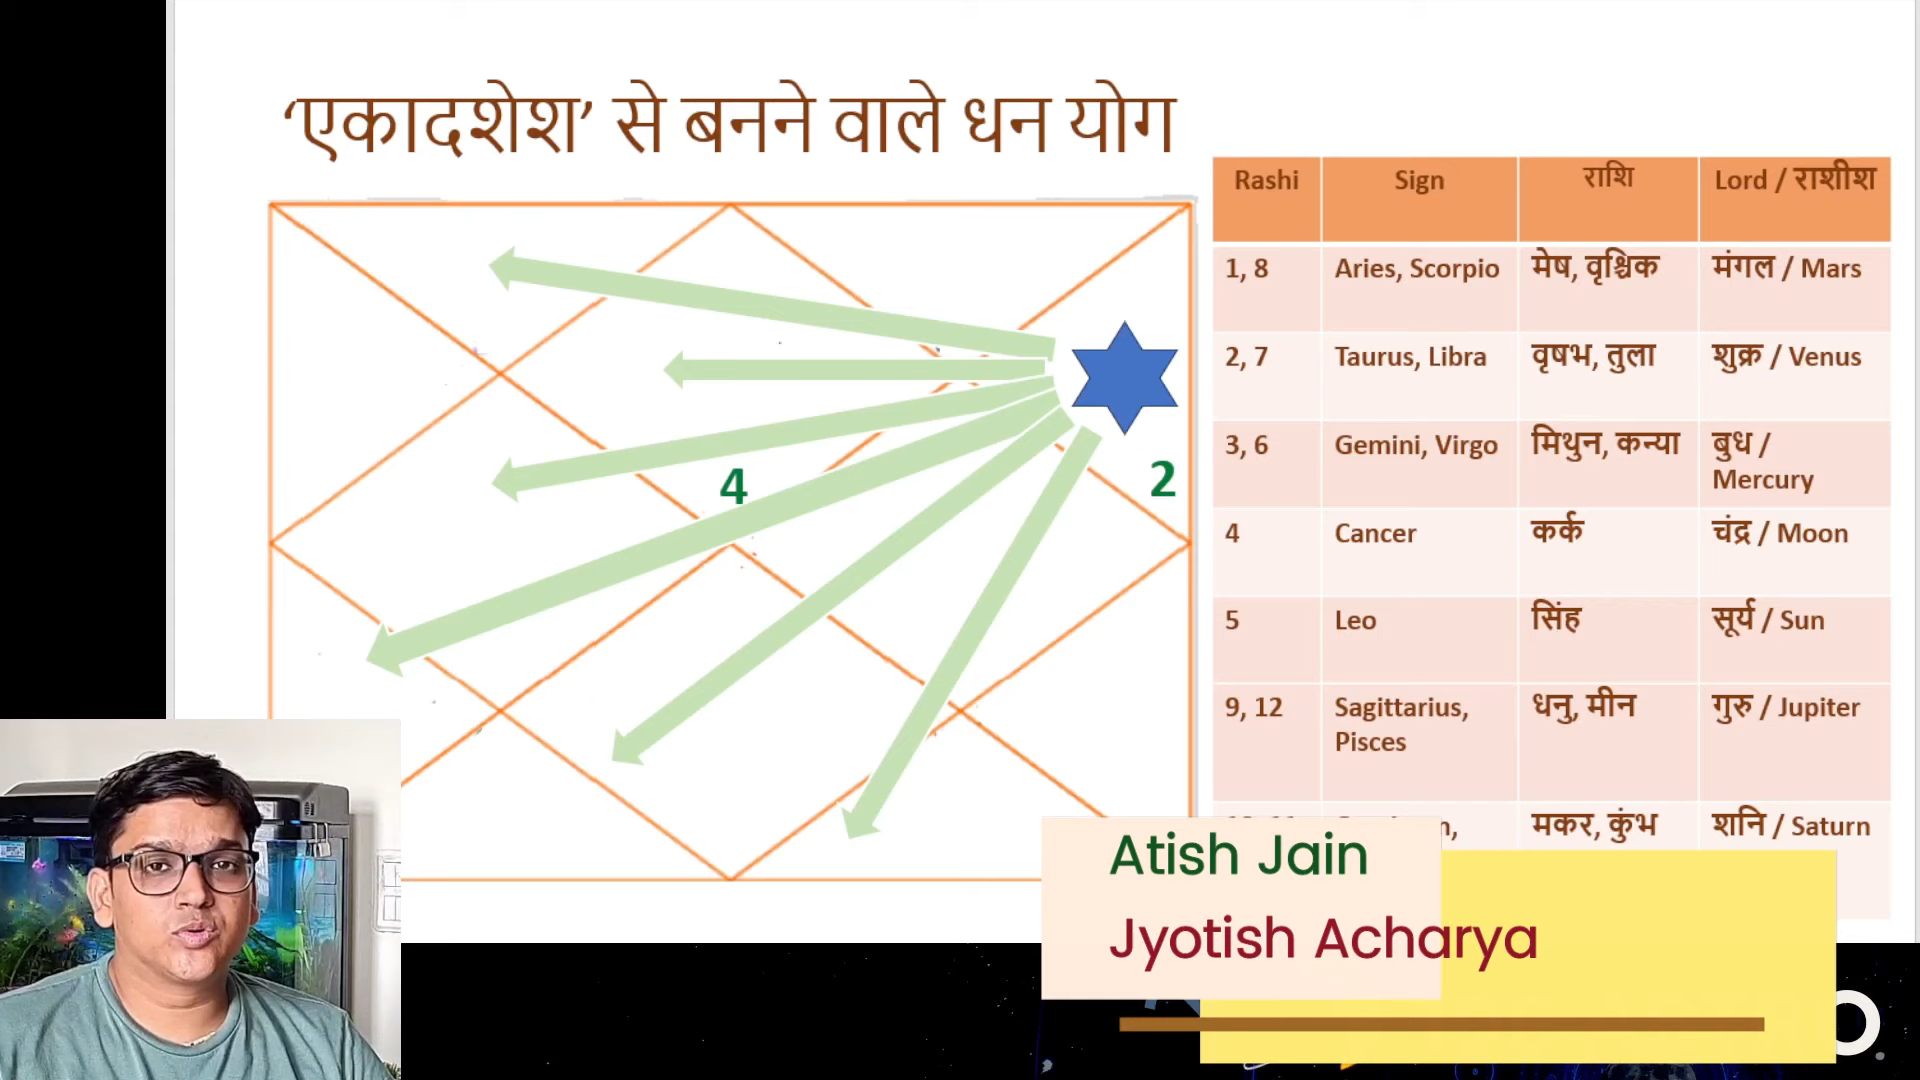 ‘एकादशेश’ से बनने वाले धन योग
4
2
Rashi Sign राशि Lord / राशीश
1, 8 Aries, Scorpio मेष, वृश्चिक मंगल / Mars
2, 7 Taurus, Libra वृषभ, तुला शुक्र / Venus
3, 6 Gemini, Virgo मिथुन, कन्या बुध /
Mercury
4 Cancer कर्क चंद्र / Moon
5 Leo सिंह सूर्य / Sun
9, 12 Sagittarius, धनु, मीन गुरु / Jupiter
Pisces
मकर, कुंभ शनि / Saturn
Atish Jain
Jyotish Acharya